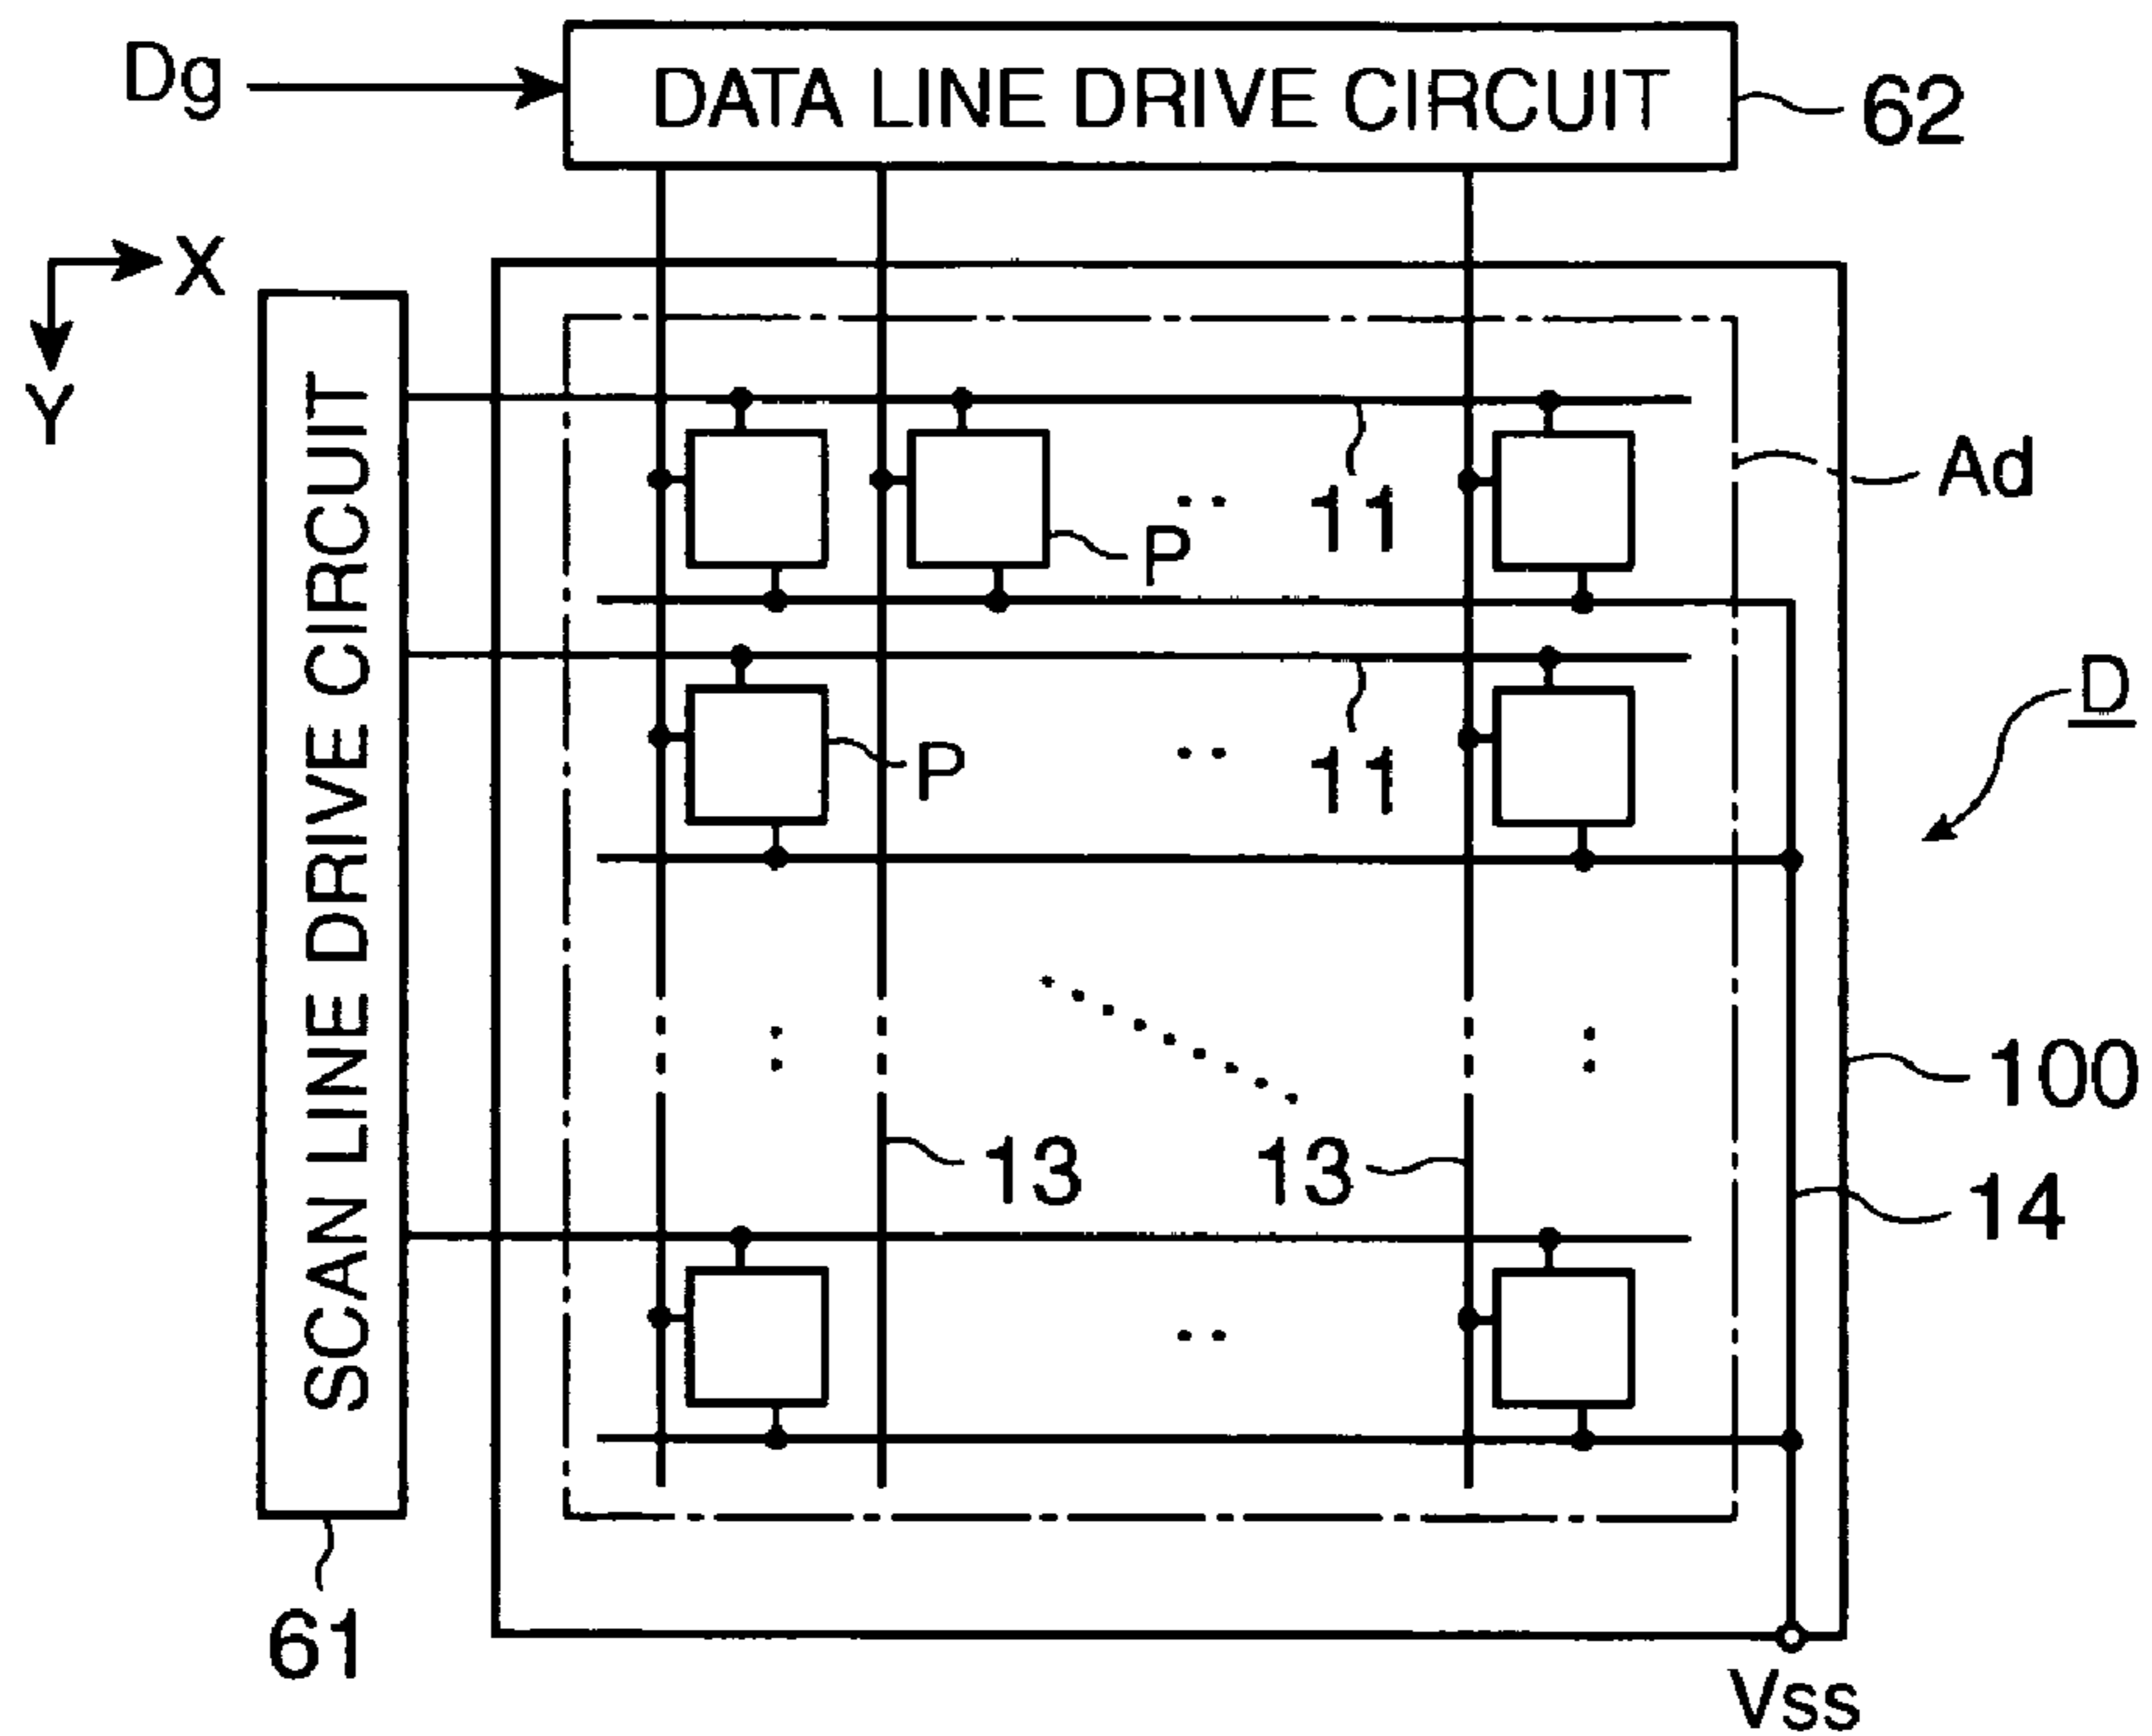 Dg
DATA LINE DRIVE CIRCUIT
62
X
Y
SCAN LINE DRIVE CIRCUIT
Ad
11
P
D
11
P
100
13
13
14
61
Vss